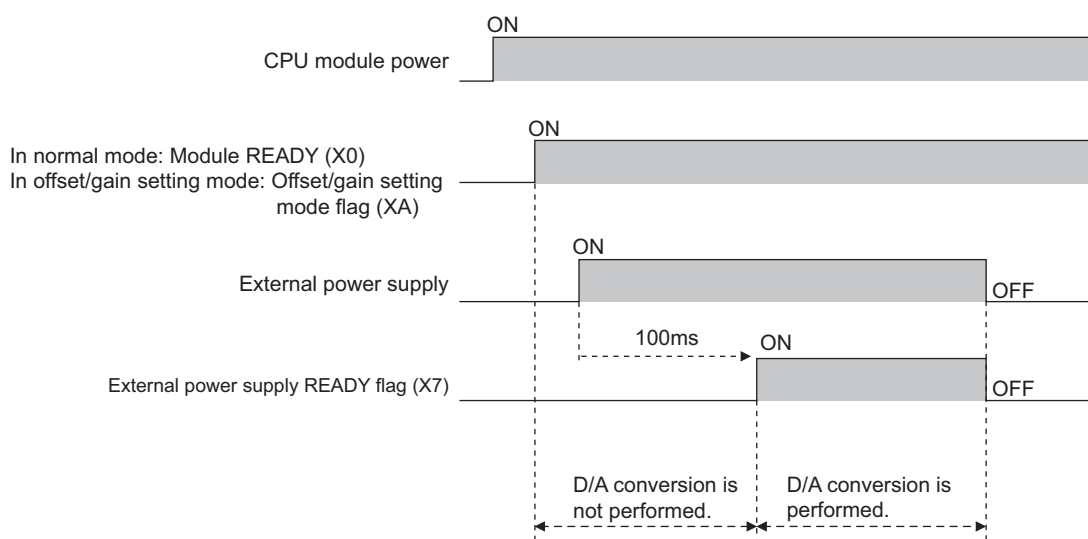 ON
CPU module power
ON
In normal mode: Module READY (X0)
In offset/gain setting mode: Offset/gain setting
mode flag (XA)
ON
External power supply
OFF
100ms
ON
External power supply READY flag (X7)
OFF
D/A conversion is
not performed.
D/A conversion is
performed.